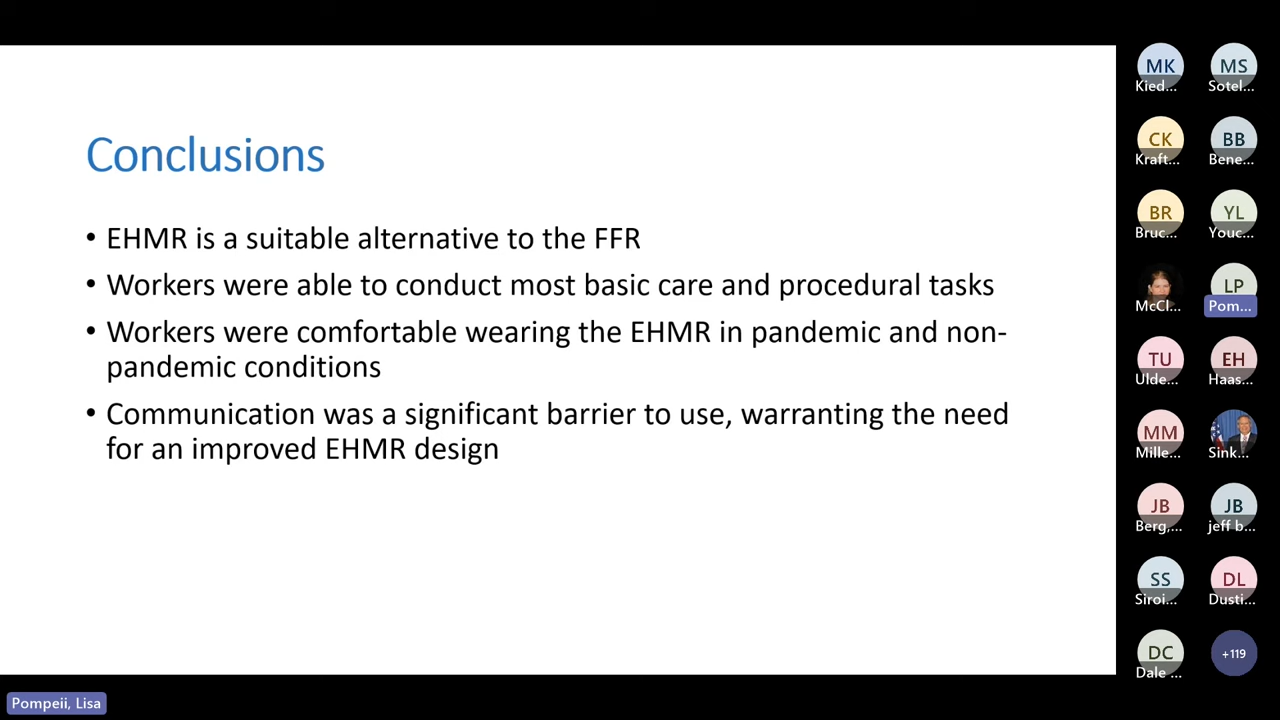 Conclusions
• EHMR is a suitable alternative to the FFR
• Workers were able to conduct most basic care and procedural tasks
• Workers were comfortable wearing the EHMR in pandemic and non-
pandemic conditions
• Communication was a significant barrier to use, warranting the need
for an improved EHMR design
MK
Kied...
MS
Sotel...
CK
Kraft...
BB
Bene...
BR
Bruc...
YL
Youc...
McCl...
LP
Pom...
TU
Ulde...
EH
Haas...
MM
Mille...
Sink...
JB
Berg,...
JB
jeff b...
SS
Siroi...
DL
Dusti...
DC
Dale ...
+119
Pompeii, Lisa